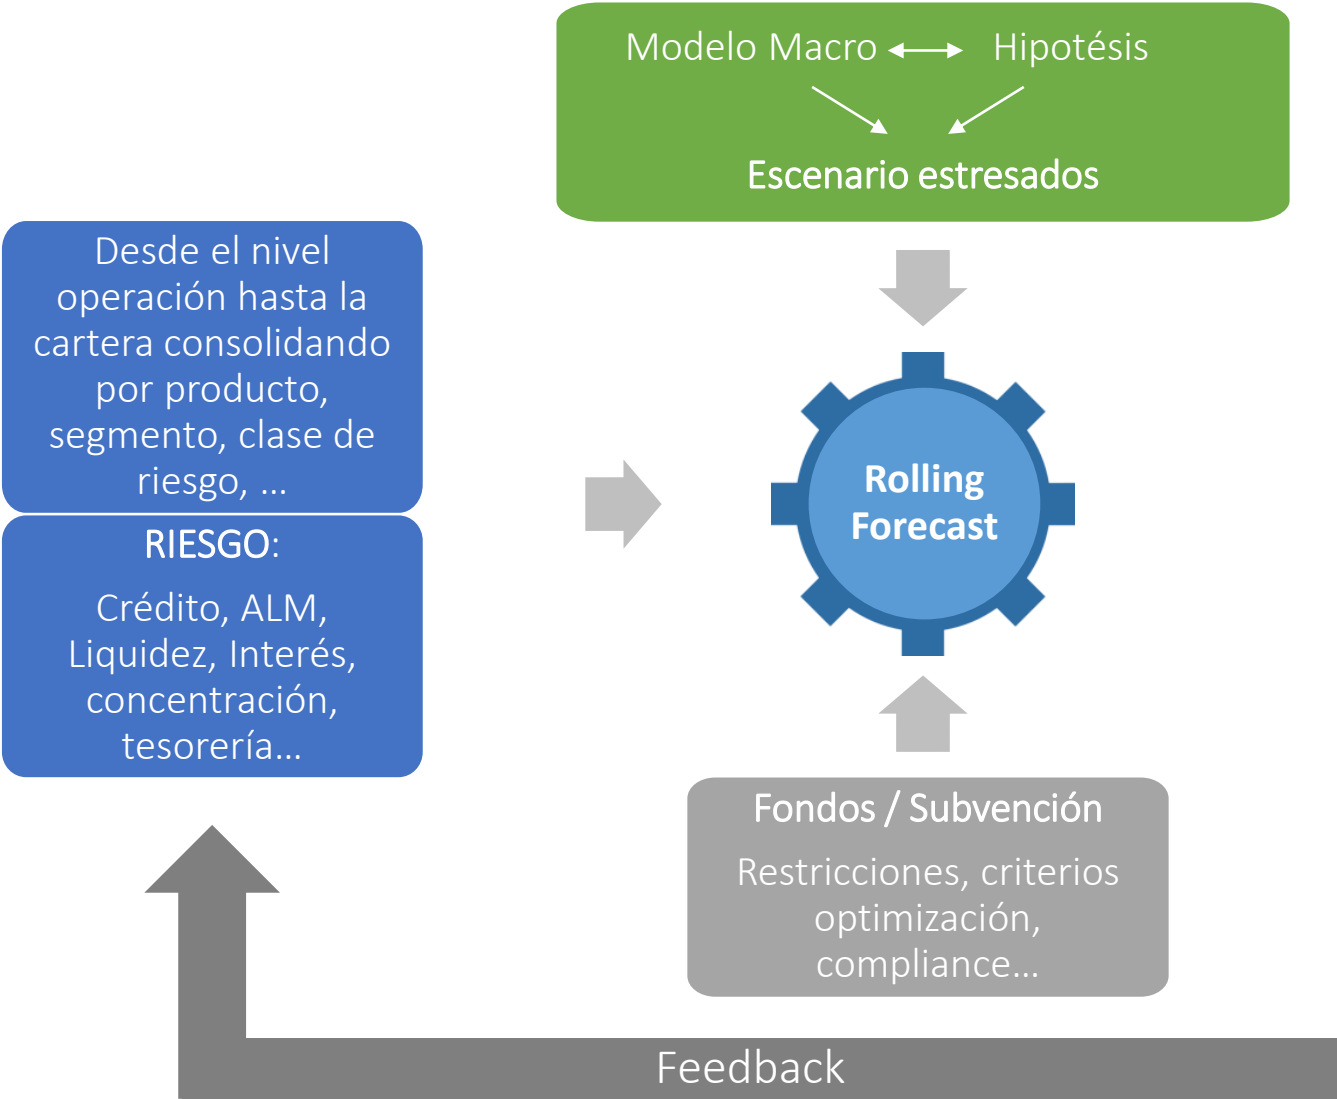 Modelo Macro
Hipotésis
Escenario estresados
Desde el nivel
operación hasta la
cartera consolidando
por producto,
segmento, clase de
riesgo, ...
RIESGO:
Crédito, ALM,
Liquidez, Interés,
concentración,
tesorería...
Rolling
Forecast
Fondos / Subvención
Restricciones, criterios
optimización,
compliance...
Feedback